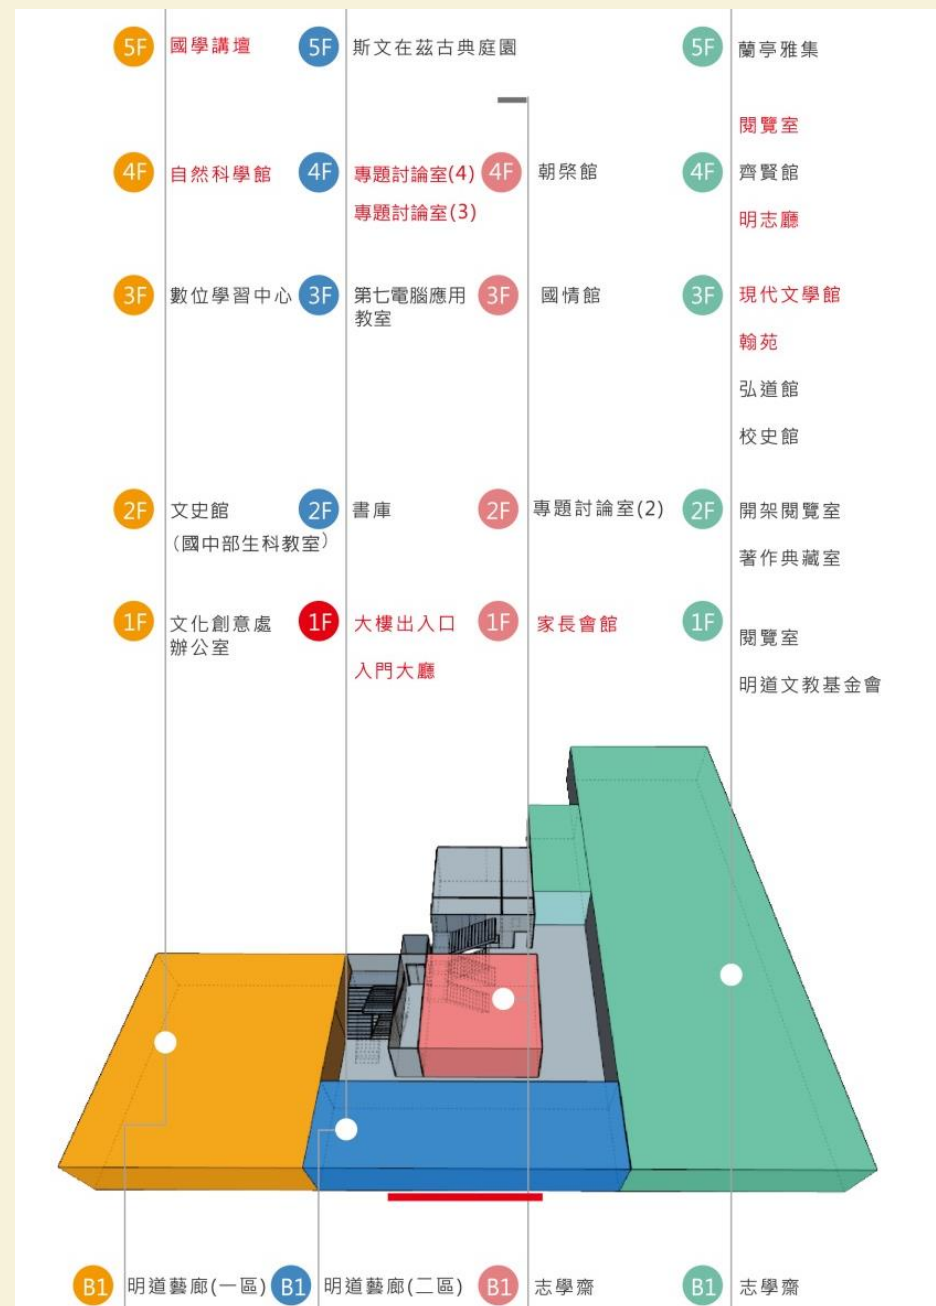 5F 國學講壇 5F 斯文在茲古典庭園 5F 蘭亭雅集
閱覽室
4F 自然科學館 4F 專題討論室(4) 4F 朝棨館 4F 齊賢館
專題討論室(3) 明志廳
3F 數位學習中心 3F 第七電腦應用 3F 國情館 3F 現代文學館
教室
翰苑
弘道館
校史館
2F 文史館 2F 書庫 2F 專題討論室(2) 2F 開架閱覽室
(國中部生科教室)
著作典藏室
1F 文化創意處 1F 大樓出入口 1F 家長會館 1F 閱覽室
辦公室
入門大廳 明道文教基金會
B1 明道藝廊(一區) B1 明道藝廊(二區) B1 志學齋 B1 志學齋